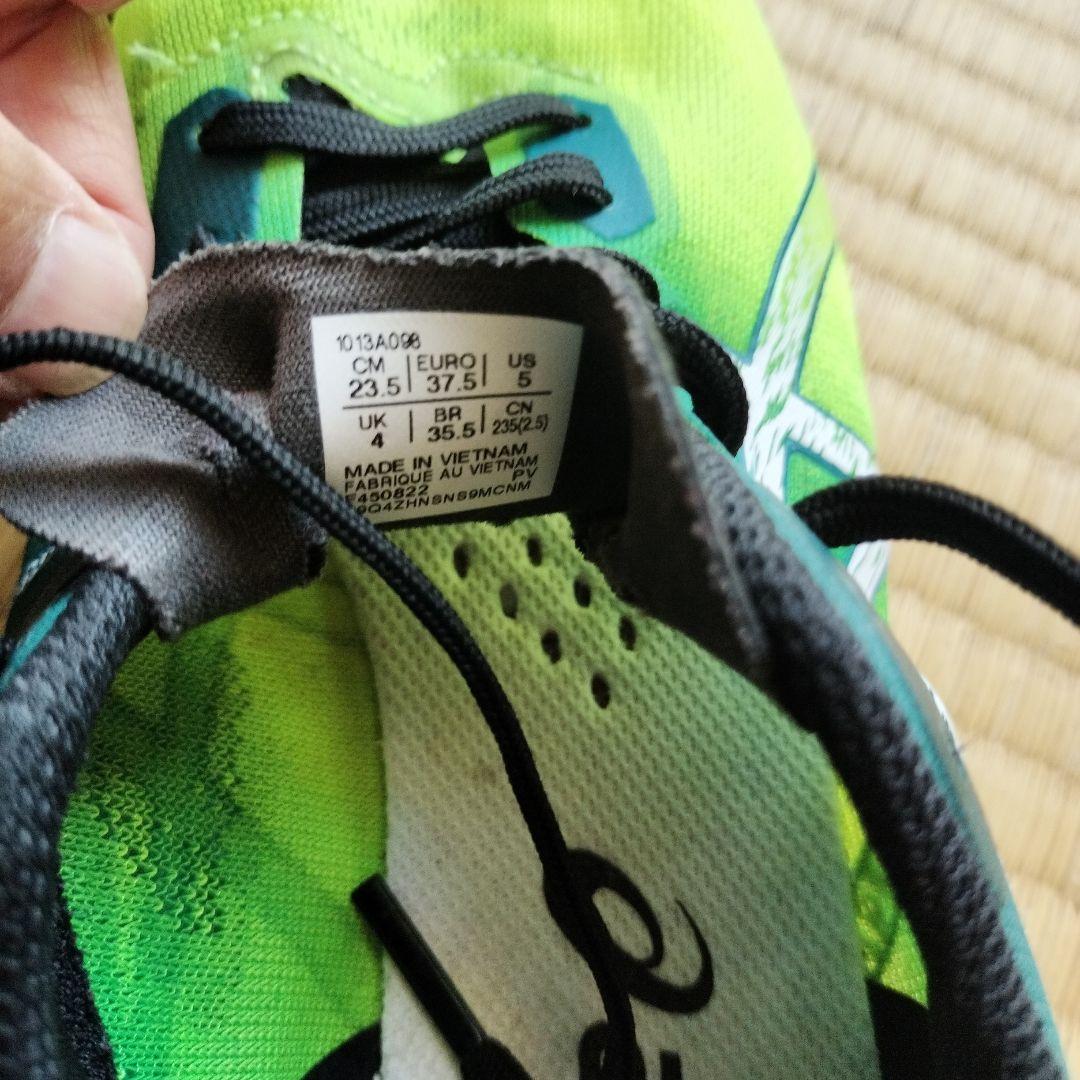 1013A098
CM | EURO | US
23.5 | 37.5 | 5
UK | BR | CN
4 | 35.5 | 235(2.5)
MADE IN VIETNAM
FABRIQUE AU VIETNAM
F450822 PV
9Q4ZHNSNS9MCNM